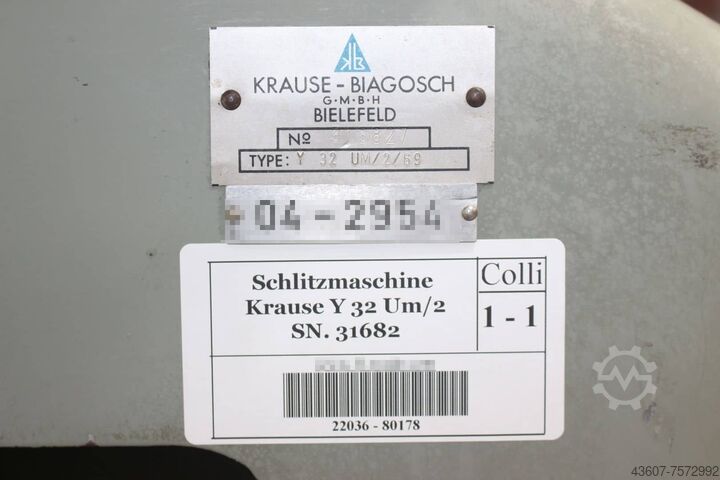 KRAUSE - BIAGOSCH
G·M·B·H
BIELEFELD
Nº
TYPE: Y 32 UM/2/69
04-2954
Schlitzmaschine
Krause Y 32 Um/2
SN. 31682
Colli
1 - 1
22036 - 80178
43607-7572992